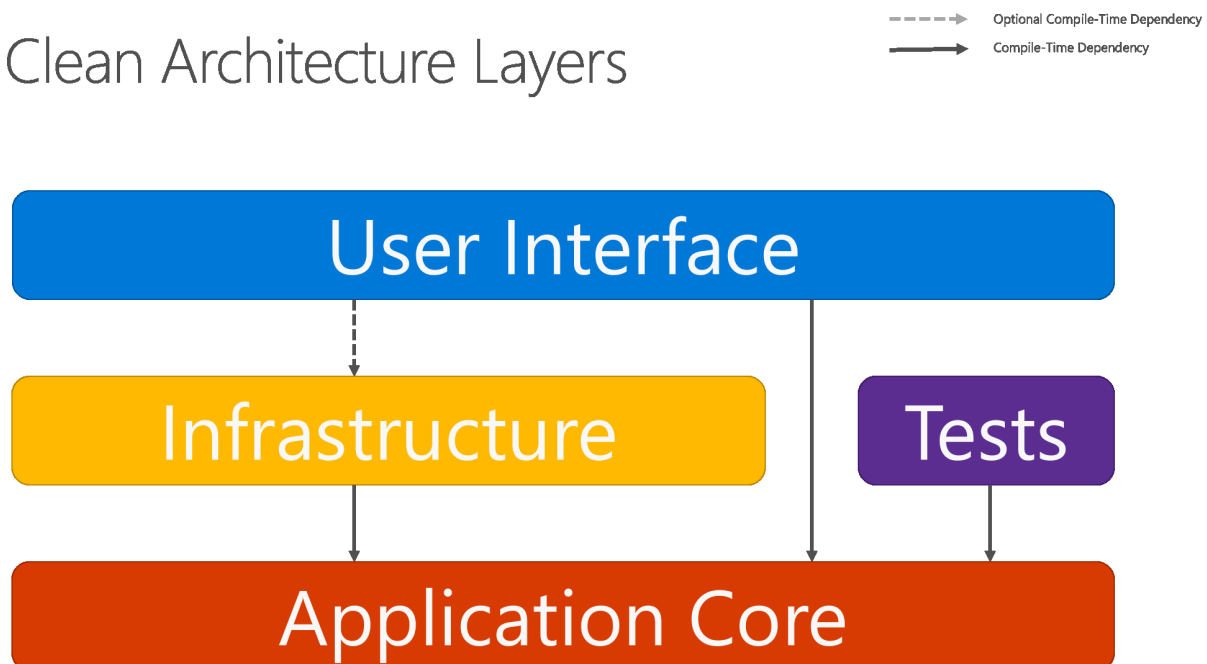 Optional Compile-Time Dependency
Compile-Time Dependency
Clean Architecture Layers
User Interface
Infrastructure
Tests
Application Core